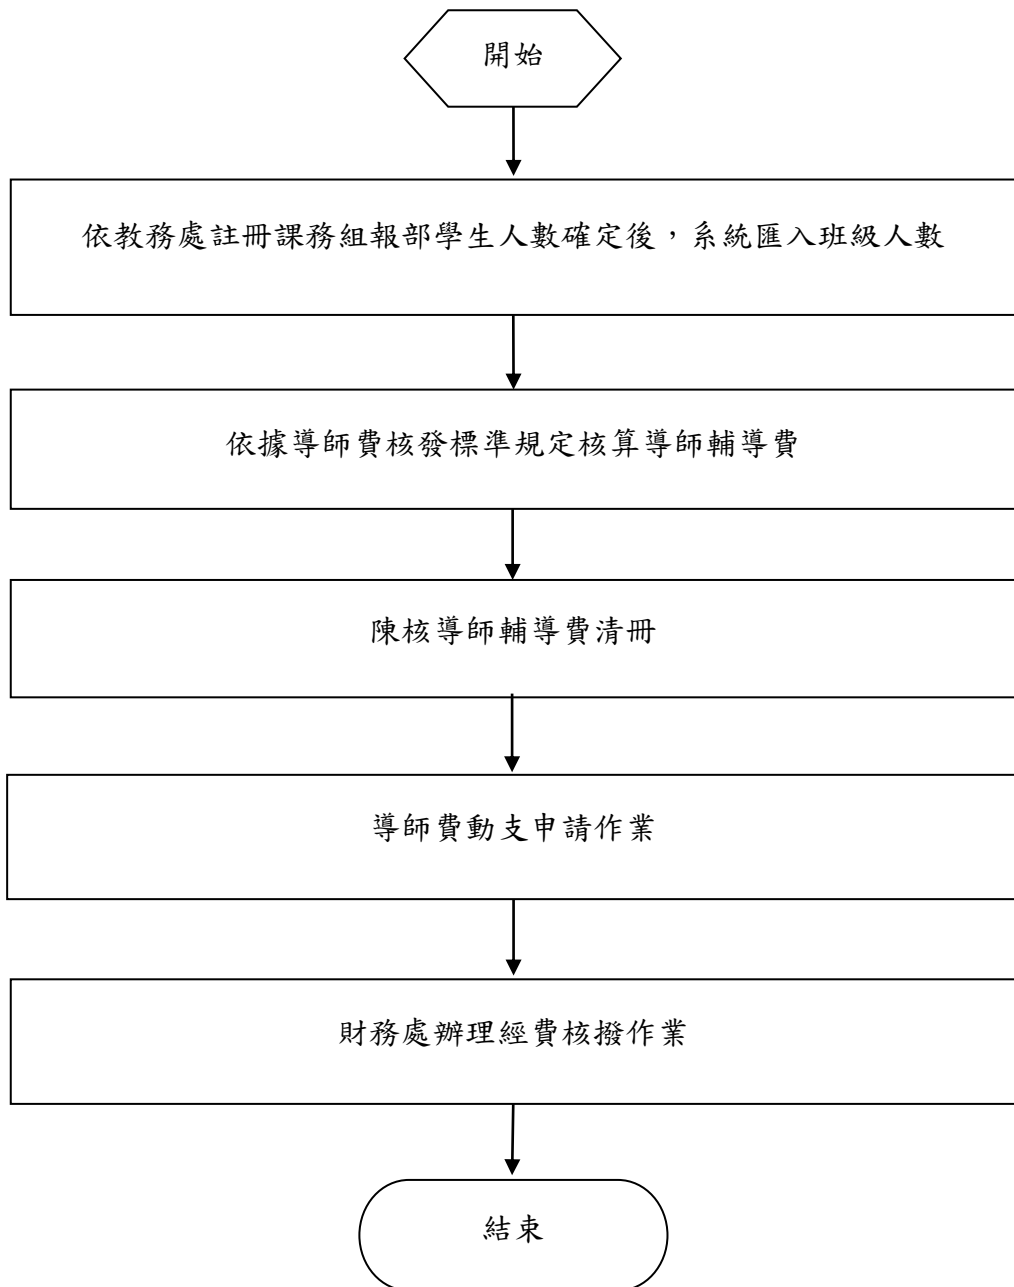 開始
依教務處註冊課務組報部學生人數確定後，系統匯入班級人數
依據導師費核發標準規定核算導師輔導費
陳核導師輔導費清冊
導師費動支申請作業
財務處辦理經費核撥作業
結束